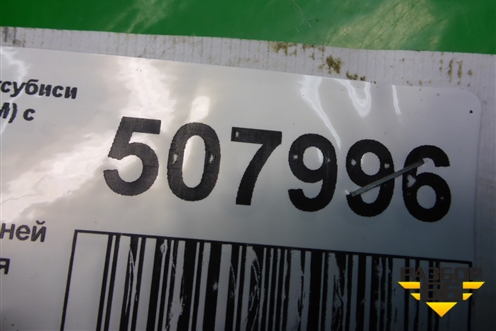 субиси
М) с
507996
ней
я